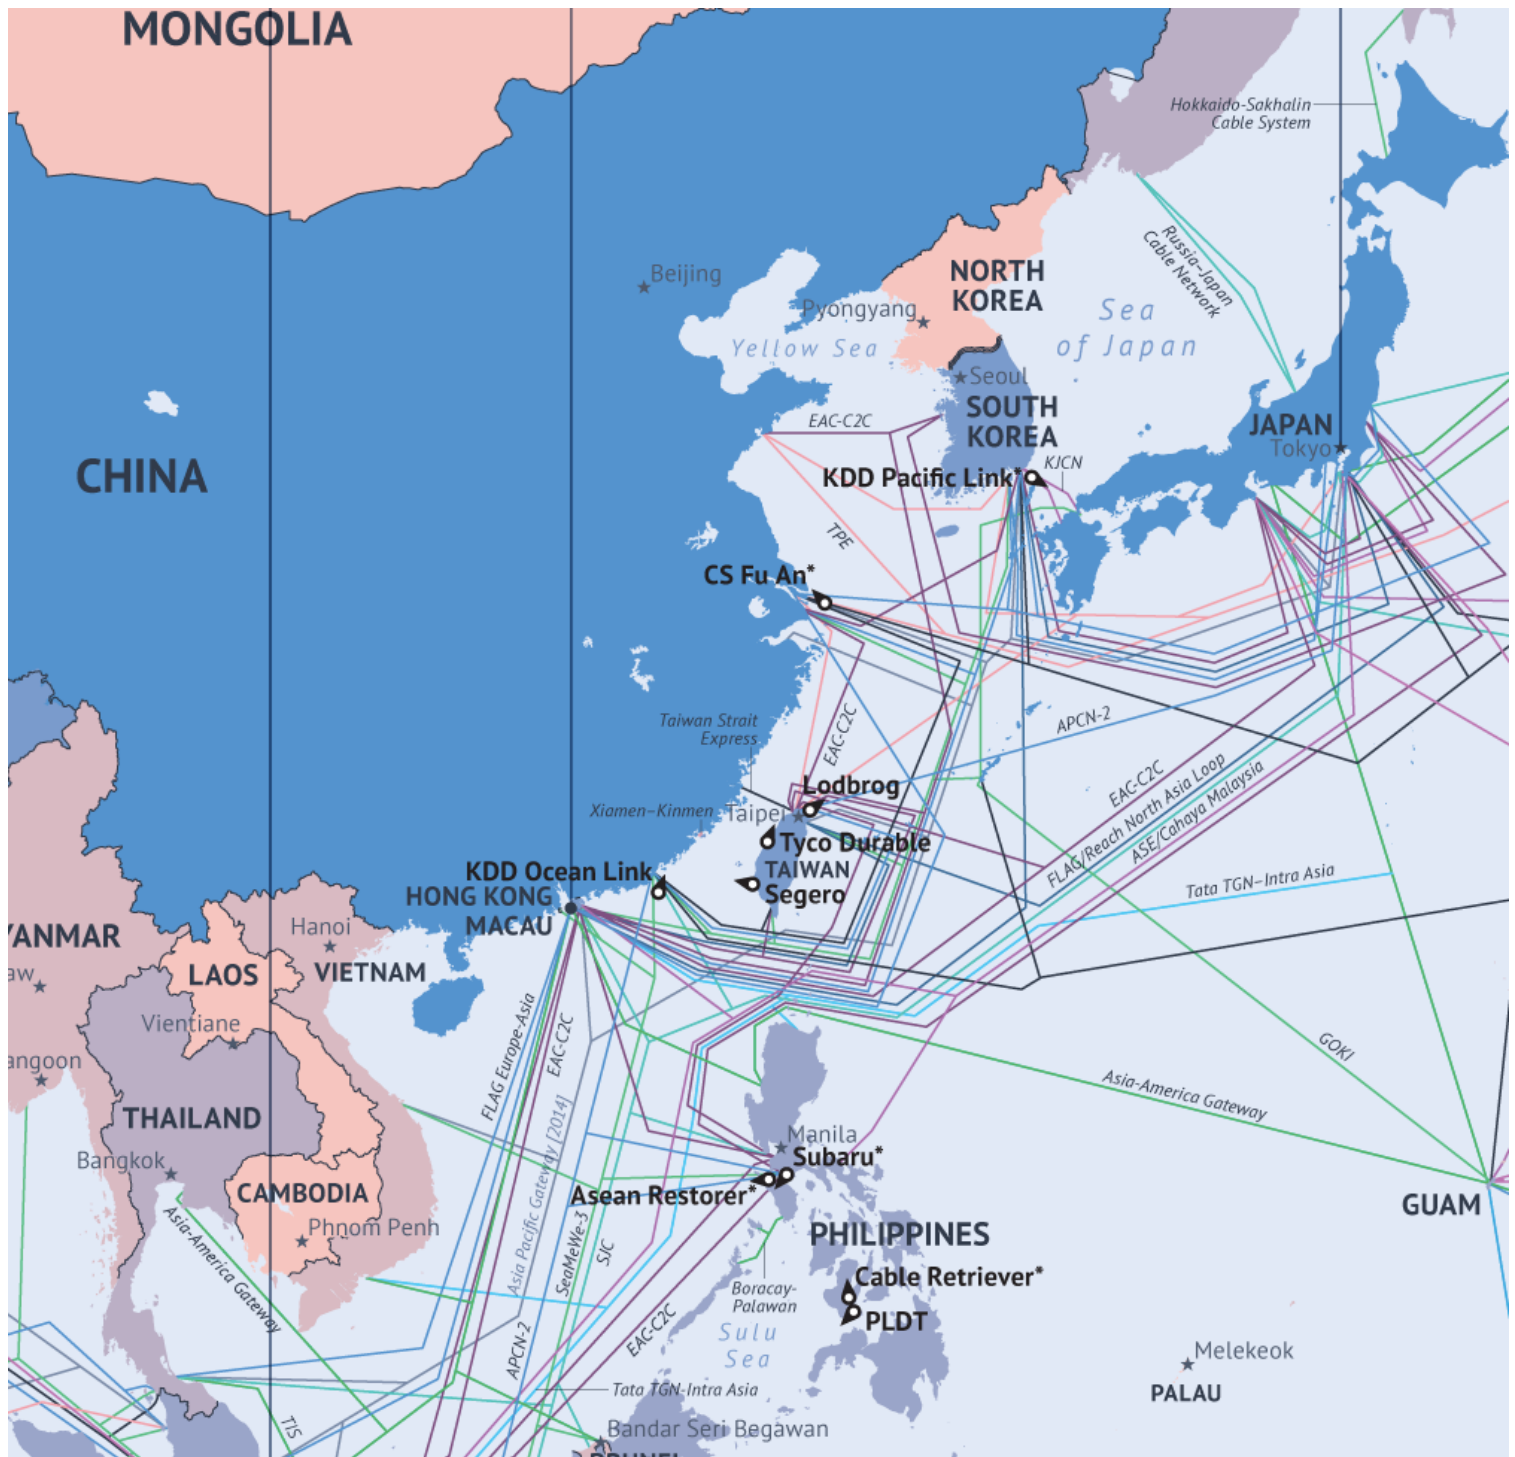 MONGOLIA
Hokkaido-Sakhalin
Cable System
Russia–Japan
Cable Network
Beijing
NORTH
KOREA
Pyongyang
Sea
of Japan
Yellow Sea
Seoul
SOUTH
KOREA
JAPAN
Tokyo
EAC-C2C
CHINA
KDD Pacific Link*
KJCN
TPE
CS Fu An*
Taiwan Strait
Express
EAC-C2C
APCN-2
EAC-C2C
FLAG/Reach North Asia Loop
ASE/Cahaya Malaysia
Lodbrog
Xiamen–Kinmen
Taipei
Tyco Durable
TAIWAN
Segero
KDD Ocean Link
HONG KONG
MACAU
Tata TGN–Intra Asia
YANMAR
aw
Hanoi
LAOS
VIETNAM
Vientiane
angoon
FLAG Europe-Asia
EAC-C2C
GOKI
Asia-America Gateway
THAILAND
Asia Pacific Gateway [2014]
Manila
Subaru*
Bangkok
CAMBODIA
Asean Restorer*
GUAM
Phnom Penh
Asia-America Gateway
SeaMeWe-3
SJC
PHILIPPINES
Boracay-
Palawan
Cable Retriever*
PLDT
EAC-C2C
Sulu
Sea
APCN-2
Melekeok
PALAU
Tata TGN-Intra Asia
TIS
Bandar Seri Begawan
BRUNEI